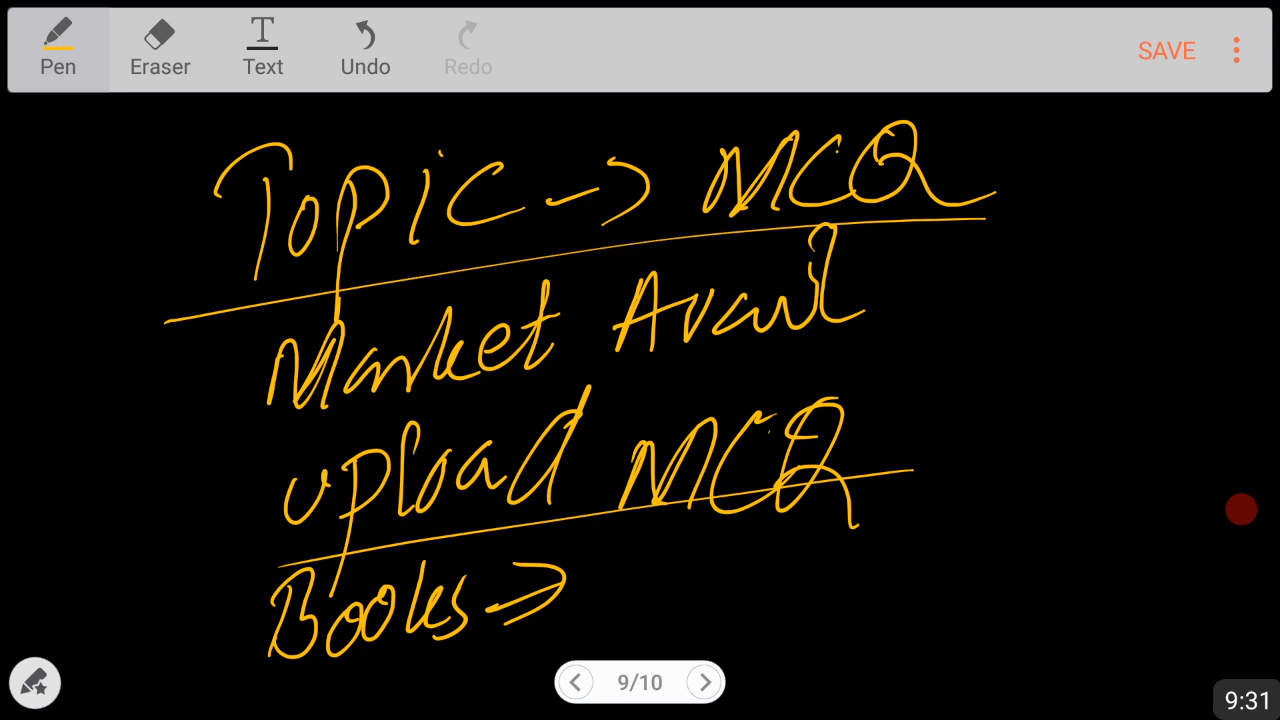 Pen Eraser Text Undo Redo SAVE
Topic → MCQ
Market Avail
upload MCQ
Books →
9/10
9:31